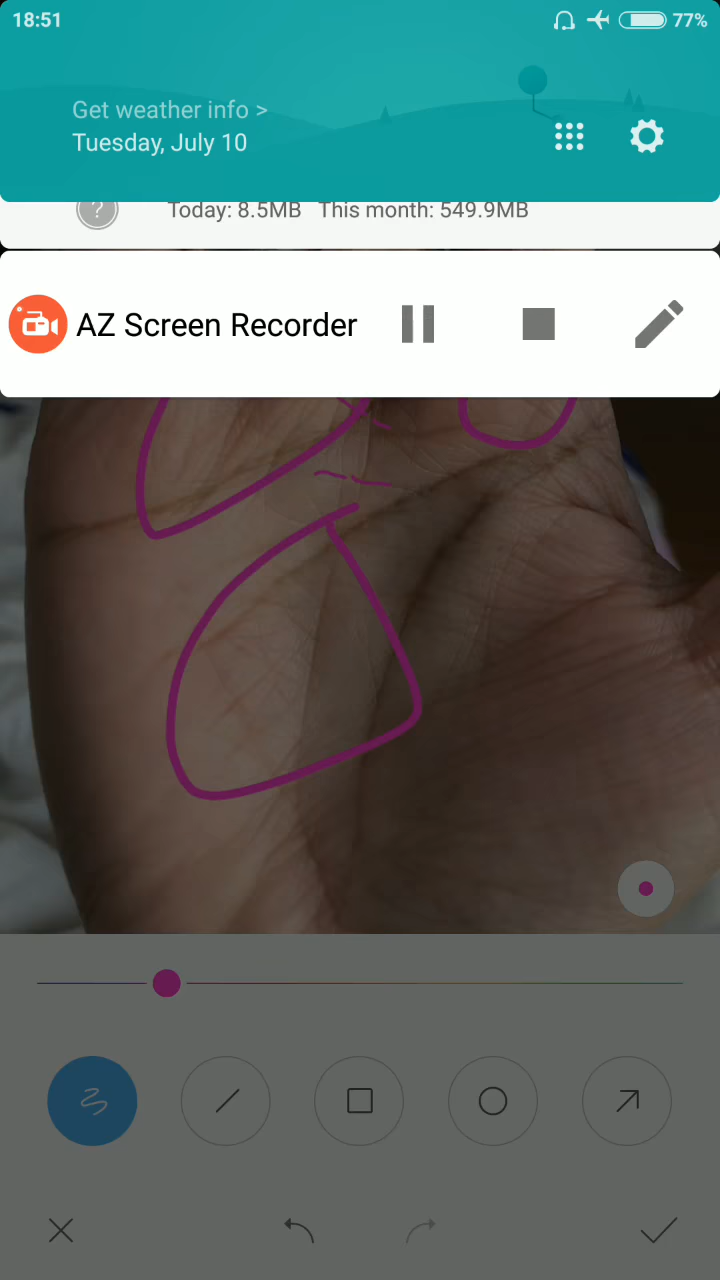 18:51
77%
Get weather info >
Tuesday, July 10
? Today: 8.5MB This month: 549.9MB
AZ Screen Recorder